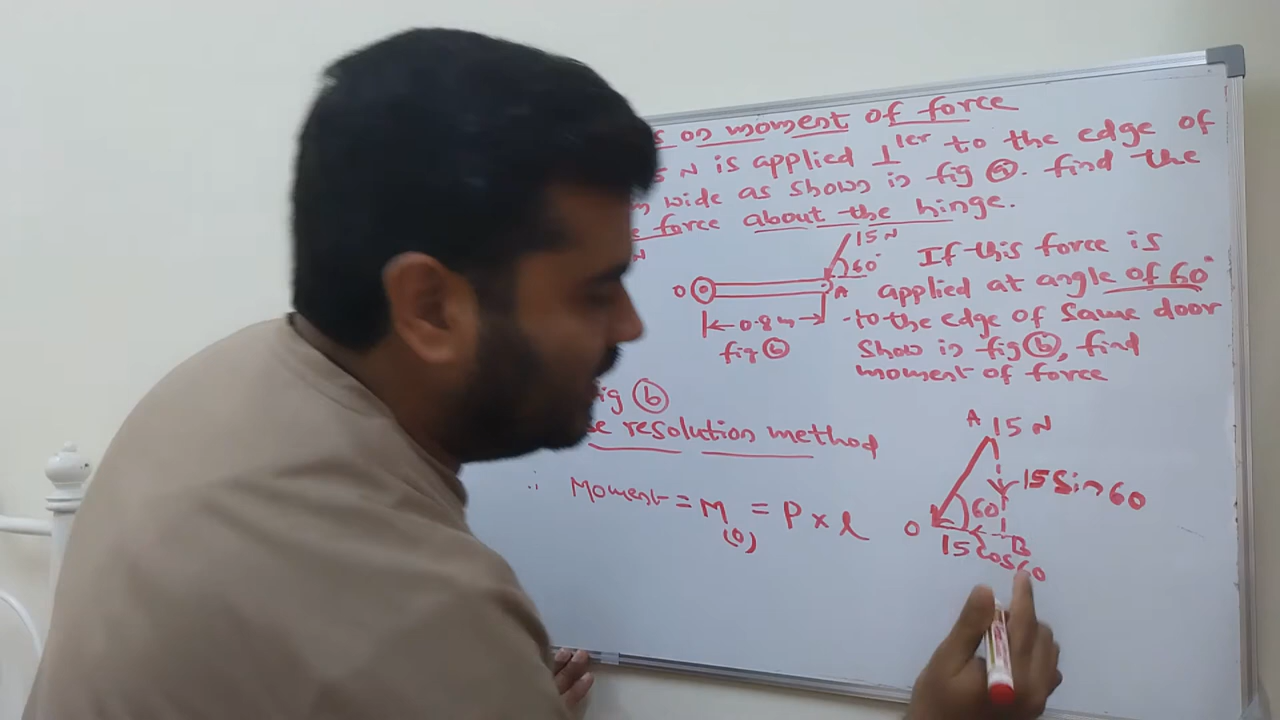 on moment of force
5 N is applied ⊥ler to the edge of
m wide as shown in fig ⓐ. find the
force about the hinge.
N
15 N
60°
O
A
0.8m
fig ⓑ
If this force is
applied at angle of 60°
to the edge of same door
show in fig ⓑ, find
moment of force
fig ⓑ
resolution method
∴ Moment = M(O) = P x l
A 15 N
15 Sin 60
60
O
B
15 Cos 60